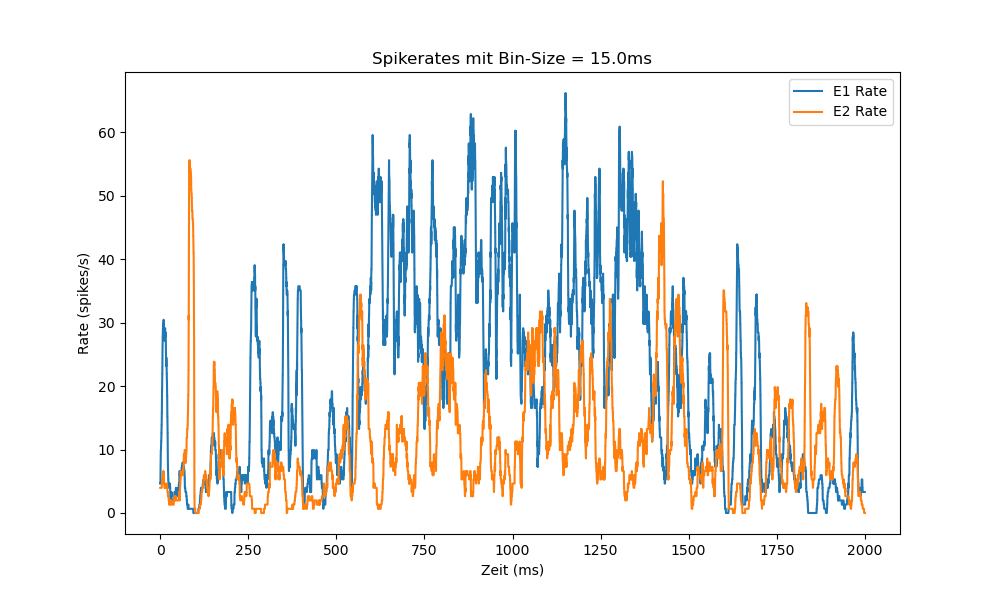 Spikerates mit Bin-Size = 15.0ms
E1 Rate
E2 Rate
Rate (spikes/s)
60
50
40
30
20
10
0
0 250 500 750 1000 1250 1500 1750 2000
Zeit (ms)